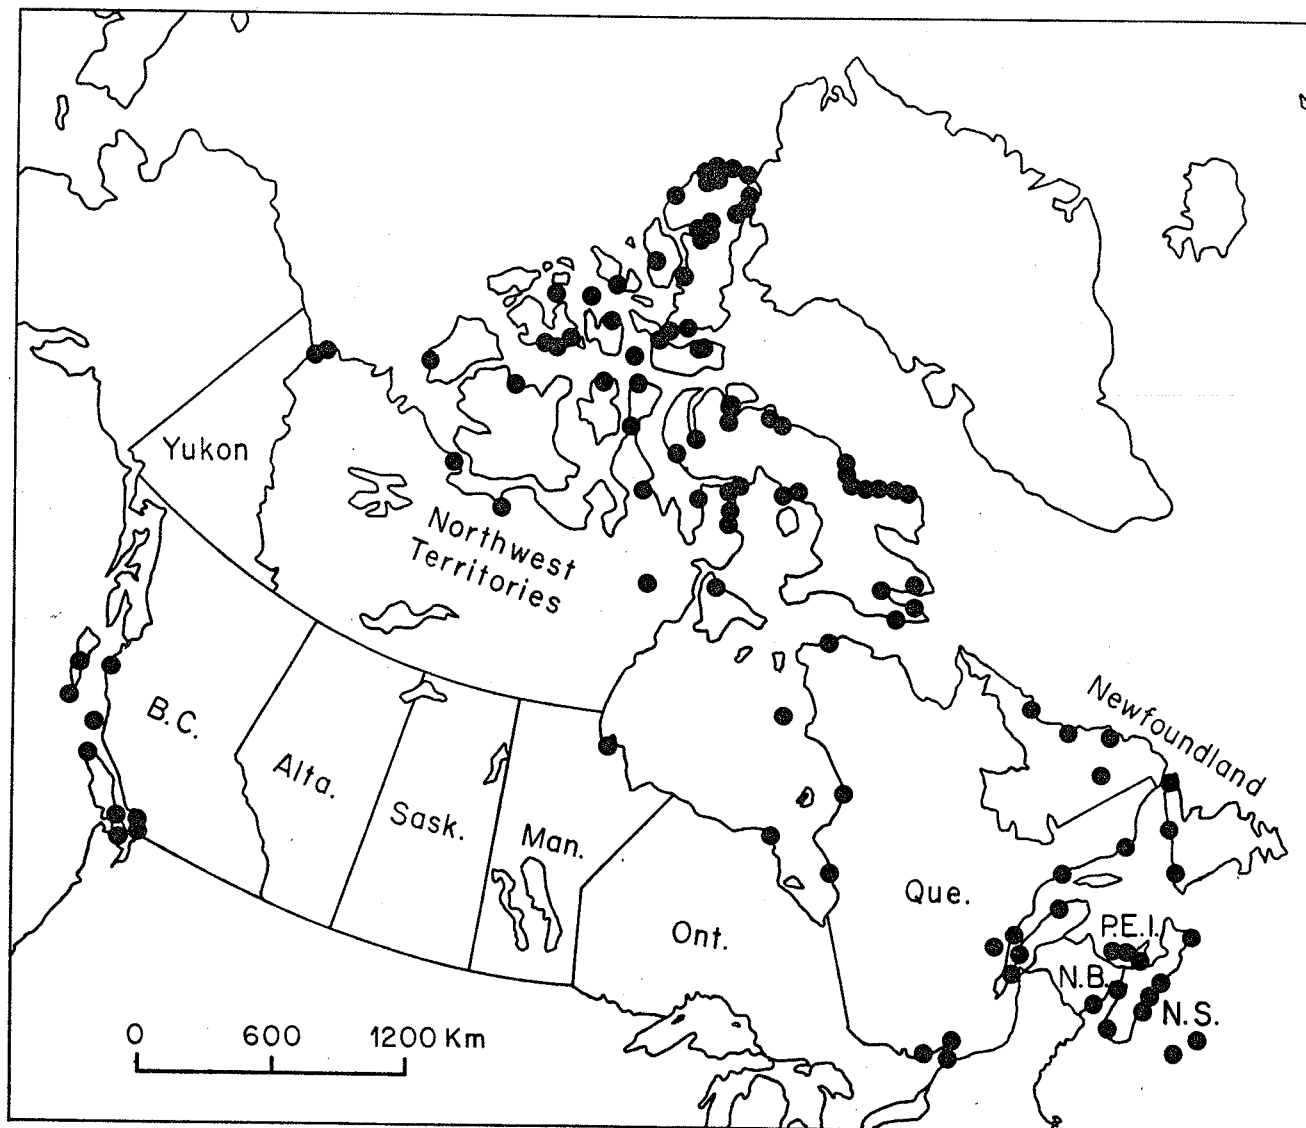 Yukon
Northwest
Territories
Newfoundland
B.C.
Alta.
Sask.
Man.
Que.
Ont.
P.E.I.
N.B.
N.S.
0 600 1200 Km